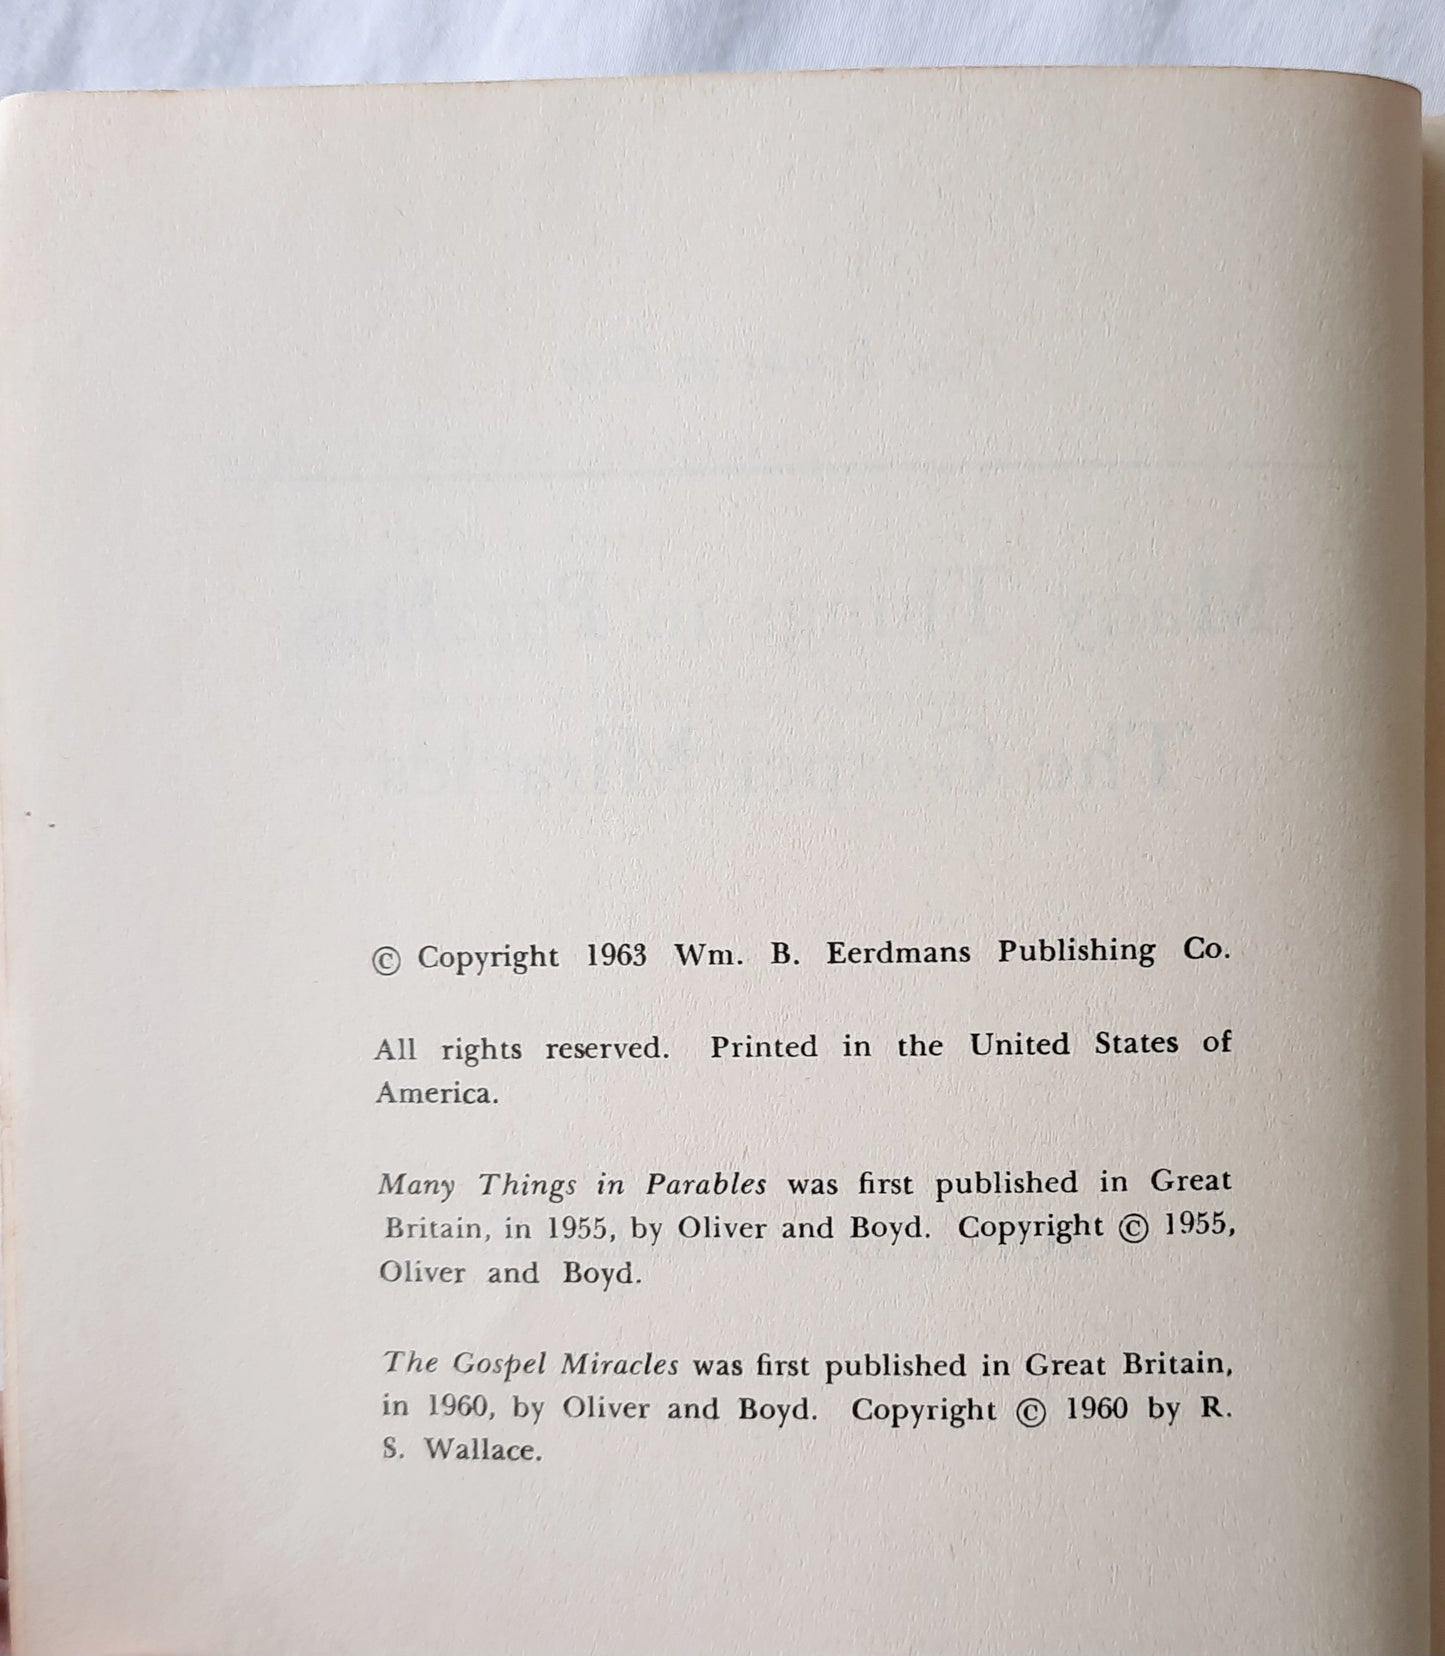 © Copyright 1963 Wm. B. Eerdmans Publishing Co.
All rights reserved. Printed in the United States of
America.
Many Things in Parables was first published in Great
Britain, in 1955, by Oliver and Boyd. Copyright © 1955,
Oliver and Boyd.
The Gospel Miracles was first published in Great Britain,
in 1960, by Oliver and Boyd. Copyright © 1960 by R.
S. Wallace.